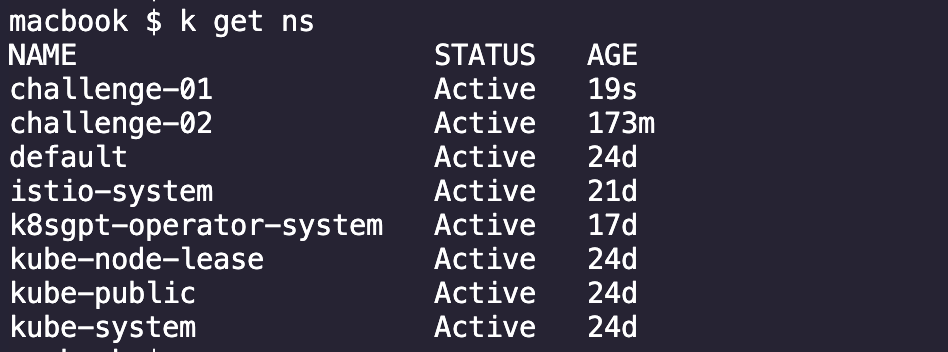 macbook $ k get ns
NAME STATUS AGE
challenge-01 Active 19s
challenge-02 Active 173m
default Active 24d
istio-system Active 21d
k8sgpt-operator-system Active 17d
kube-node-lease Active 24d
kube-public Active 24d
kube-system Active 24d